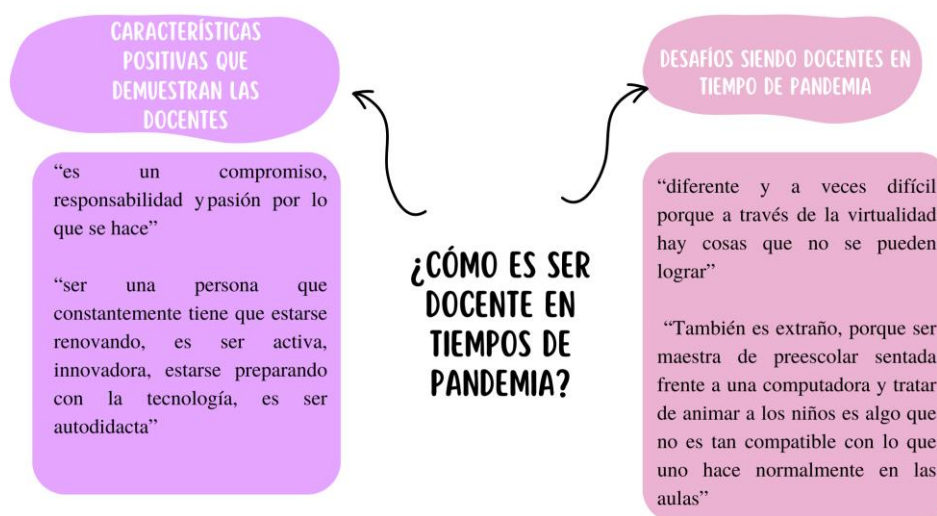 CARACTERÍSTICAS
POSITIVAS QUE
DEMUESTRAN LAS
DOCENTES
“es un compromiso,
responsabilidad y pasión por lo
que se hace”
“ser una persona que
constantemente tiene que estarse
renovando, es ser activa,
innovadora, estarse preparando
con la tecnología, es ser
autodidacta”
¿CÓMO ES SER
DOCENTE EN
TIEMPOS DE
PANDEMIA?
DESAFÍOS SIENDO DOCENTES EN
TIEMPO DE PANDEMIA
“diferente y a veces difícil
porque a través de la virtualidad
hay cosas que no se pueden
lograr”
“También es extraño, porque ser
maestra de preescolar sentada
frente a una computadora y tratar
de animar a los niños es algo que
no es tan compatible con lo que
uno hace normalmente en las
aulas”